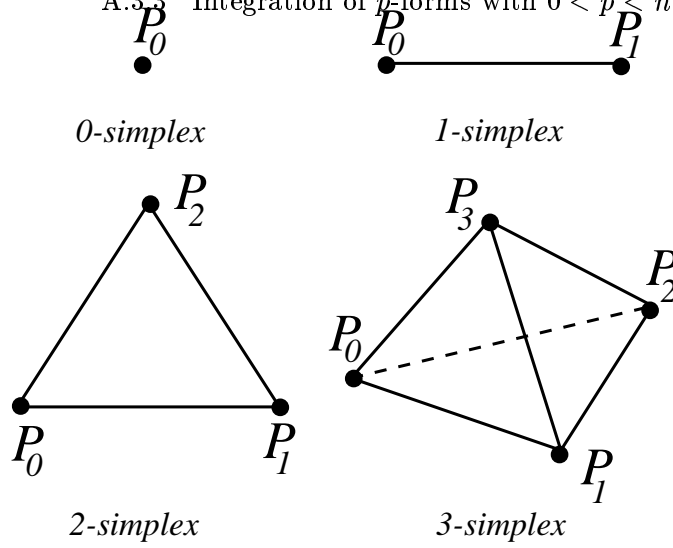 A.3.3 Integration of p-forms with 0 < p < n
P0
P0
P1
0-simplex
1-simplex
P2
P3
P2
P0
P0
P1
P1
2-simplex
3-simplex